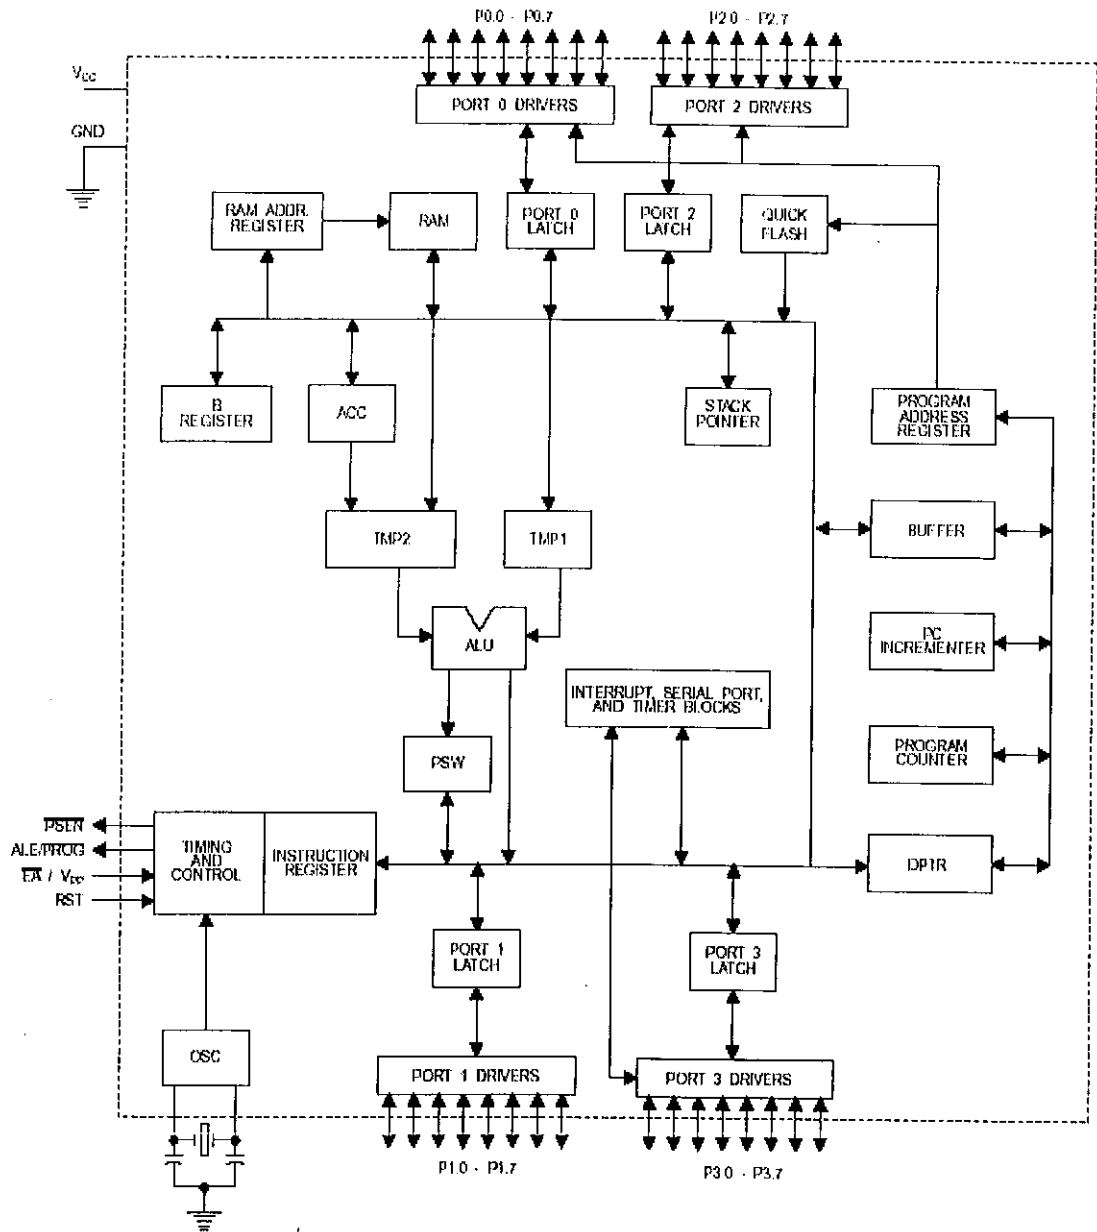 P0.0 - P0.7
P2.0 - P2.7
VCC
PORT 0 DRIVERS
PORT 2 DRIVERS
GND
RAM ADDR.
REGISTER
RAM
PORT 0
LATCH
PORT 2
LATCH
QUICK
FLASH
B
REGISTER
ACC
STACK
POINTER
PROGRAM
ADDRESS
REGISTER
TMP2
TMP1
BUFFER
ALU
PC
INCREMENTER
INTERRUPT, SERIAL PORT,
AND TIMER BLOCKS
PSW
PROGRAM
COUNTER
PSEN
ALE/PROG
EA / VPP
RST
TIMING
AND
CONTROL
INSTRUCTION
REGISTER
DPTR
PORT 1
LATCH
PORT 3
LATCH
OSC
PORT 1 DRIVERS
PORT 3 DRIVERS
P1.0 - P1.7
P3.0 - P3.7